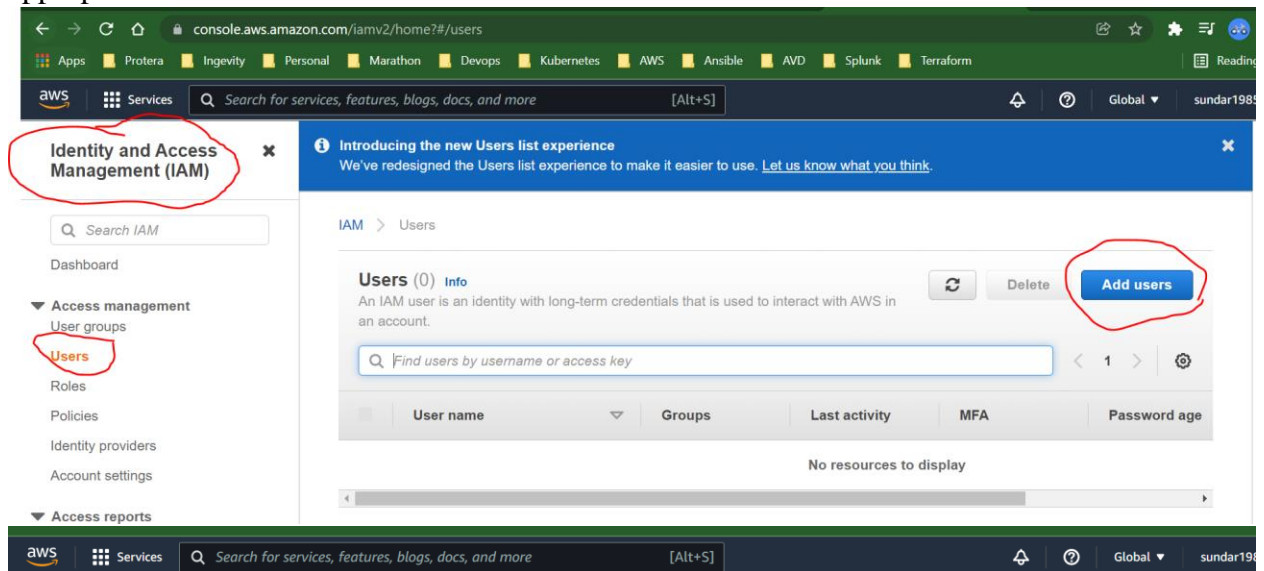 console.aws.amazon.com/iamv2/home?#/users
Apps Protera Ingevity Personal Marathon Devops Kubernetes AWS Ansible AVD Splunk Terraform Reading
aws Services Search for services, features, blogs, docs, and more [Alt+S] Global ▼ sundar1985
Identity and Access
Management (IAM)
Introducing the new Users list experience
We've redesigned the Users list experience to make it easier to use. Let us know what you think.
Search IAM
IAM > Users
Dashboard
Users (0) Info
Delete
Add users
An IAM user is an identity with long-term credentials that is used to interact with AWS in
an account.
Access management
User groups
Users
Find users by username or access key
< 1 >
Roles
Policies
User name Groups Last activity MFA Password age
Identity providers
No resources to display
Account settings
Access reports
aws Services Search for services, features, blogs, docs, and more [Alt+S] Global ▼ sundar198